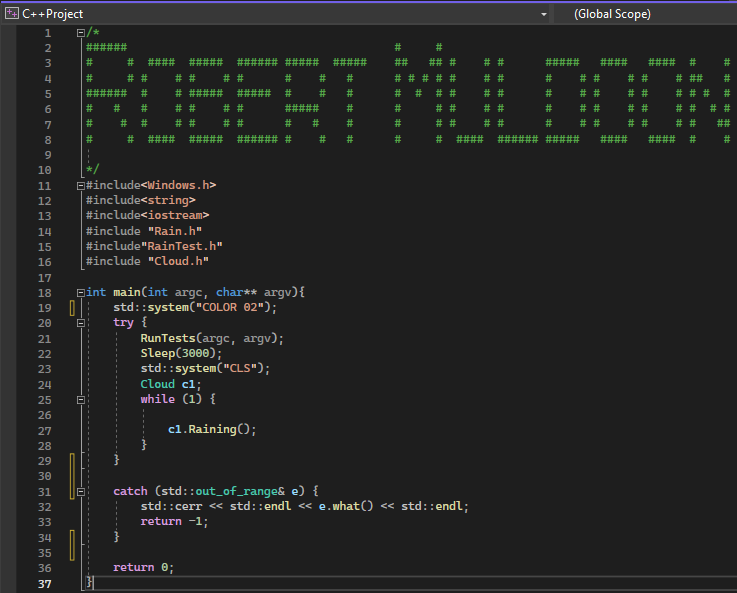 C++Project (Global Scope)
1 /*
2 ######                                       #     #
3 #     #  ####  #####  ###### #####  #####    ##   ## #    # #      #####   ####   ####  #    #
4 #     # #    # #    # #      #    #   #      # # # # #    # #      #    # #    # #    # ##   #
5 ######  #    # #####  #####  #    #   #      #  #  # #    # #      #    # #    # #    # # #  #
6 #   #   #    # #    # #      #####    #      #     # #    # #      #    # #    # #    # #  # #
7 #    #  #    # #    # #      #   #    #      #     # #    # #      #    # #    # #    # #   ##
8 #     #  ####  #####  ###### #    #   #      #     #  ####  ###### #####   ####   ####  #    #
9
10 */
11 #include<Windows.h>
12 #include<string>
13 #include<iostream>
14 #include "Rain.h"
15 #include"RainTest.h"
16 #include "Cloud.h"
17
18 int main(int argc, char** argv){
19     std::system("COLOR 02");
20     try {
21         RunTests(argc, argv);
22         Sleep(3000);
23         std::system("CLS");
24         Cloud c1;
25         while (1) {
26
27             c1.Raining();
28         }
29     }
30
31     catch (std::out_of_range& e) {
32         std::cerr << std::endl << e.what() << std::endl;
33         return -1;
34     }
35
36     return 0;
37 }